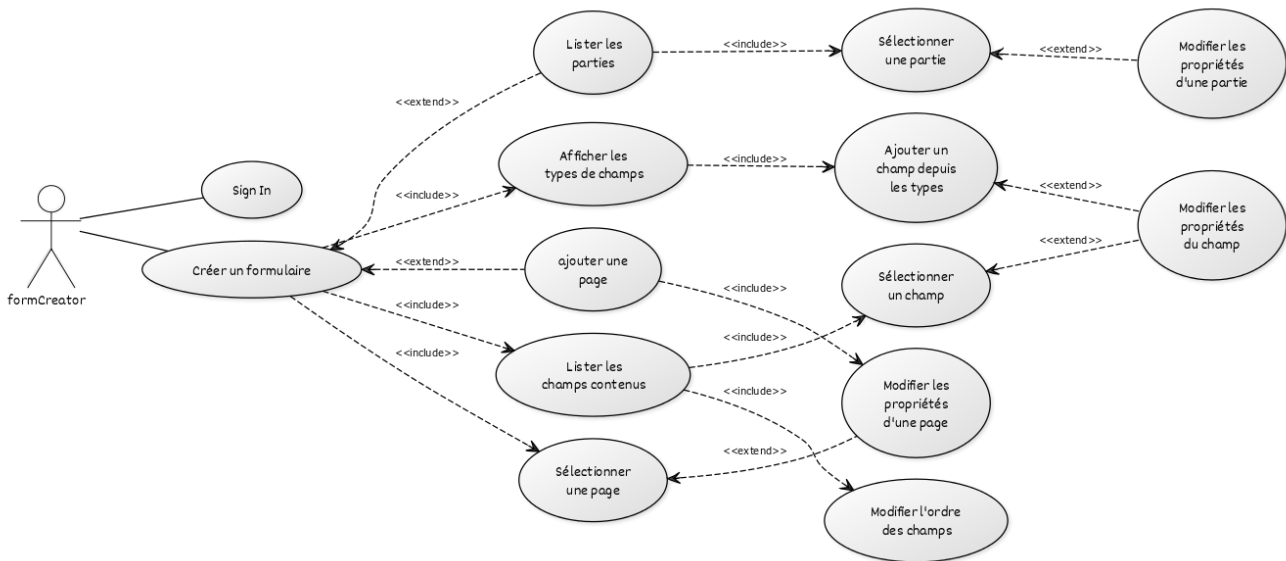 Lister les
parties
<<include>>
Sélectionner
une partie
<<extend>>
Modifier les
propriétés
d'une partie
<<extend>>
Afficher les
types de champs
<<include>>
Ajouter un
champ depuis
les types
<<extend>>
Modifier les
propriétés
du champ
<<extend>>
Sign In
<<include>>
formCreator
Créer un formulaire
<<extend>>
ajouter une
page
<<include>>
Sélectionner
un champ
<<include>>
Lister les
champs contenus
<<include>>
<<include>>
Modifier les
propriétés
d'une page
<<include>>
<<extend>>
Sélectionner
une page
Modifier l'ordre
des champs